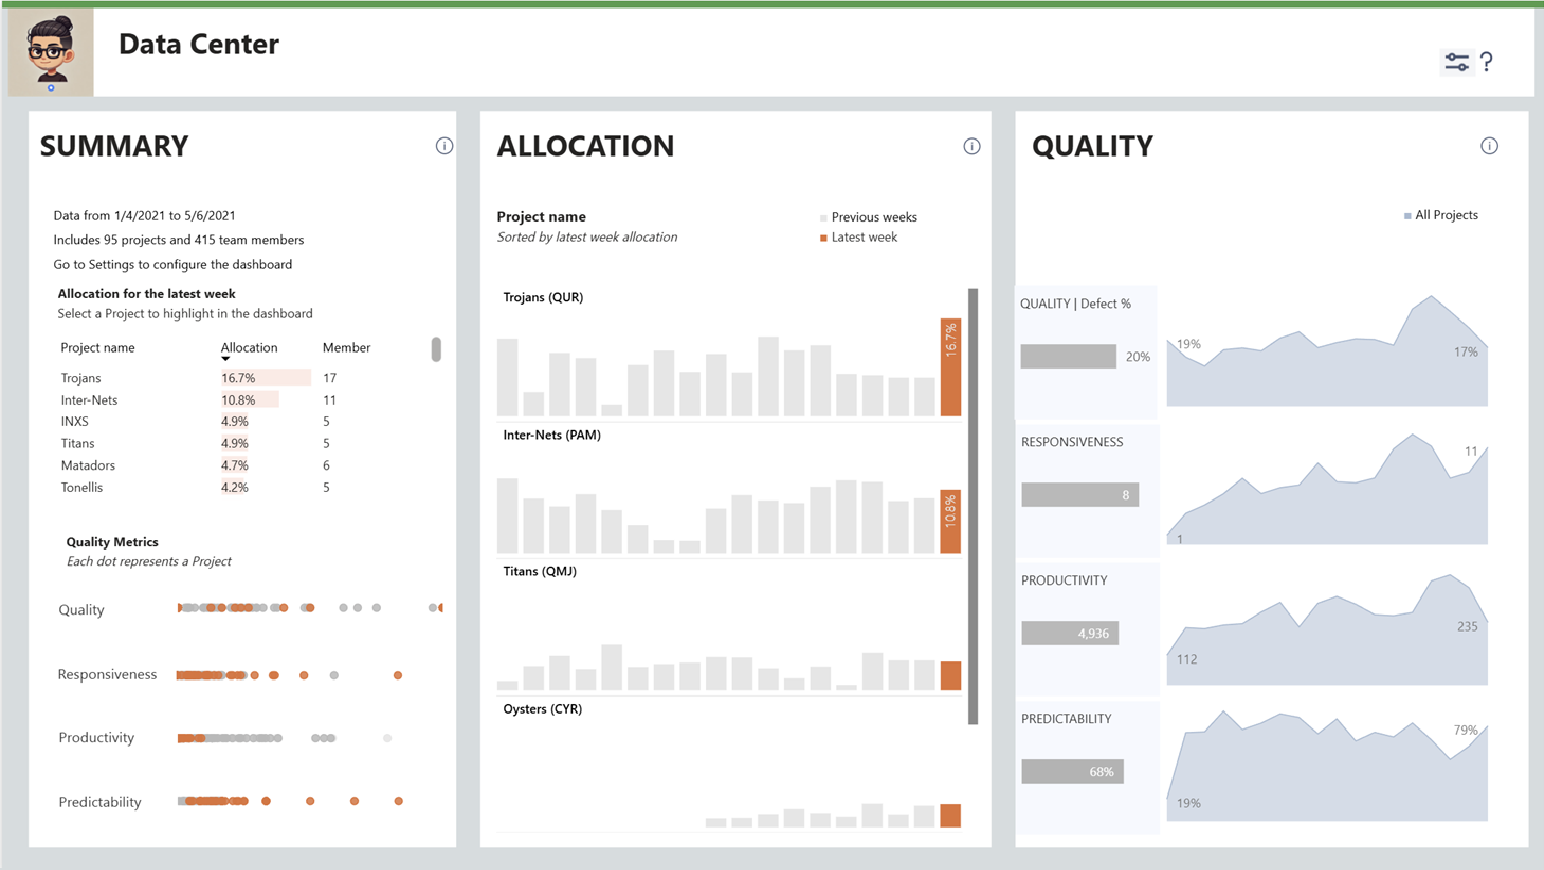 Data Center
?
SUMMARY
Data from 1/4/2021 to 5/6/2021
Includes 95 projects and 415 team members
Go to Settings to configure the dashboard
Allocation for the latest week
Select a Project to highlight in the dashboard
Project name Allocation Member
Trojans 16.7% 17
Inter-Nets 10.8% 11
INXS 4.9% 5
Titans 4.9% 5
Matadors 4.7% 6
Tonellis 4.2% 5
Quality Metrics
Each dot represents a Project
Quality
Responsiveness
Productivity
Predictability
ALLOCATION
Project name
Sorted by latest week allocation
Previous weeks
Latest week
Trojans (QUR)
16.7%
Inter-Nets (PAM)
10.8%
Titans (QMJ)
Oysters (CYR)
QUALITY
All Projects
QUALITY | Defect %
20%
19%
17%
RESPONSIVENESS
8
1
11
PRODUCTIVITY
4,936
112
235
PREDICTABILITY
68%
19%
79%